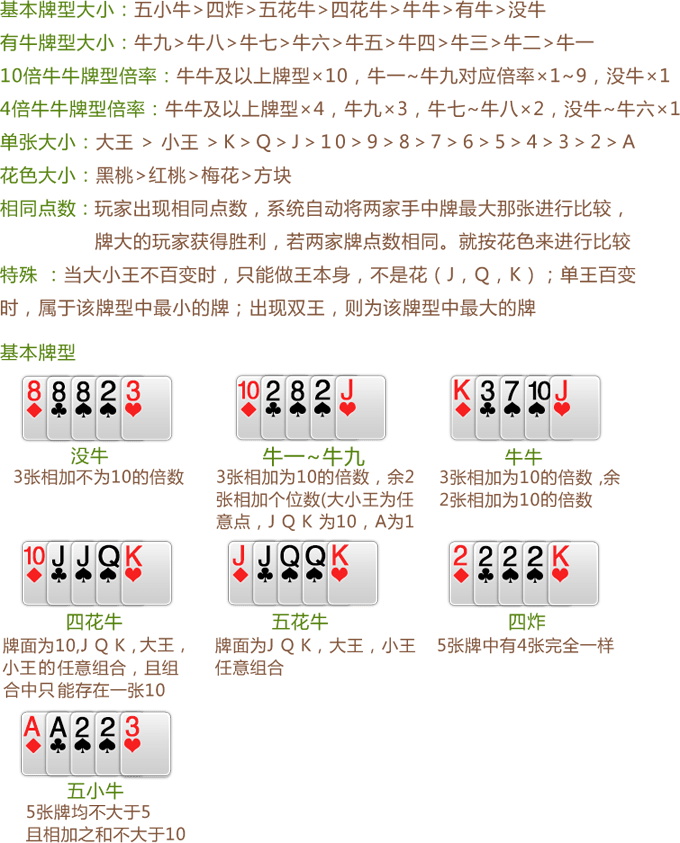 基本牌型大小：五小牛>四炸>五花牛>四花牛>牛牛>有牛>没牛
有牛牌型大小：牛九>牛八>牛七>牛六>牛五>牛四>牛三>牛二>牛一
10倍牛牛牌型倍率：牛牛及以上牌型×10，牛一~牛九对应倍率×1~9，没牛×1
4倍牛牛牌型倍率：牛牛及以上牌型×4，牛九×3，牛七~牛八×2，没牛~牛六×1
单张大小：大王 > 小王 >K>Q>J>10>9>8>7>6>5>4>3>2>A
花色大小：黑桃>红桃>梅花>方块
相同点数：玩家出现相同点数，系统自动将两家手中牌最大那张进行比较，
牌大的玩家获得胜利，若两家牌点数相同。就按花色来进行比较
特殊 ：当大小王不百变时，只能做王本身，不是花（J，Q，K）；单王百变
时，属于该牌型中最小的牌；出现双王，则为该牌型中最大的牌
基本牌型
8 8 8 2 3
没牛
3张相加不为10的倍数
10 2 8 2 J
牛一~牛九
3张相加为10的倍数，余2
张相加个位数(大小王为任
意点，J Q K 为10，A为1
K 3 7 10 J
牛牛
3张相加为10的倍数 ,余
2张相加为10的倍数
10 J J Q K
四花牛
牌面为10,J Q K ,大王，
小王的任意组合，且组
合中只能存在一张10
J J Q Q K
五花牛
牌面为J Q K，大王，小王
任意组合
2 2 2 2 K
四炸
5张牌中有4张完全一样
A A 2 2 3
五小牛
5张牌均不大于5
且相加之和不大于10